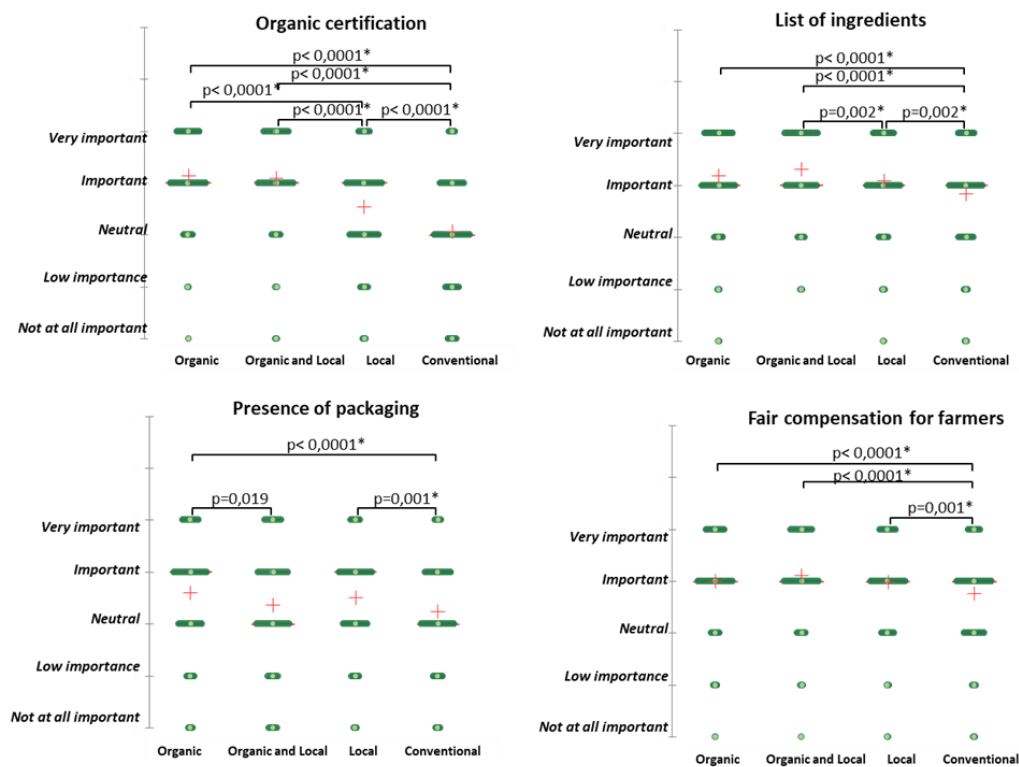 Organic certification
p< 0,0001*
p< 0,0001*
p< 0,0001*
p< 0,0001*
p< 0,0001*
Very important
Important
Neutral
Low importance
Not at all important
Organic
Organic and Local
Local
Conventional
List of ingredients
p< 0,0001*
p< 0,0001*
p=0,002*
p=0,002*
Very important
Important
Neutral
Low importance
Not at all important
Organic
Organic and Local
Local
Conventional
Presence of packaging
p< 0,0001*
p=0,019
p=0,001*
Very important
Important
Neutral
Low importance
Not at all important
Organic
Organic and Local
Local
Conventional
Fair compensation for farmers
p< 0,0001*
p< 0,0001*
p=0,001*
Very important
Important
Neutral
Low importance
Not at all important
Organic
Organic and Local
Local
Conventional